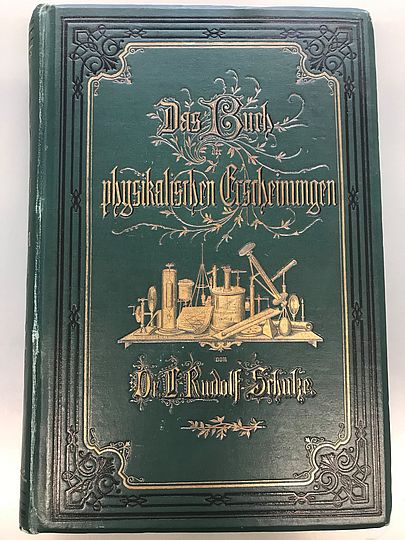 Das Buch
der
physikalischen Erscheinungen
von
Dr. L. Rudolf Schulze.